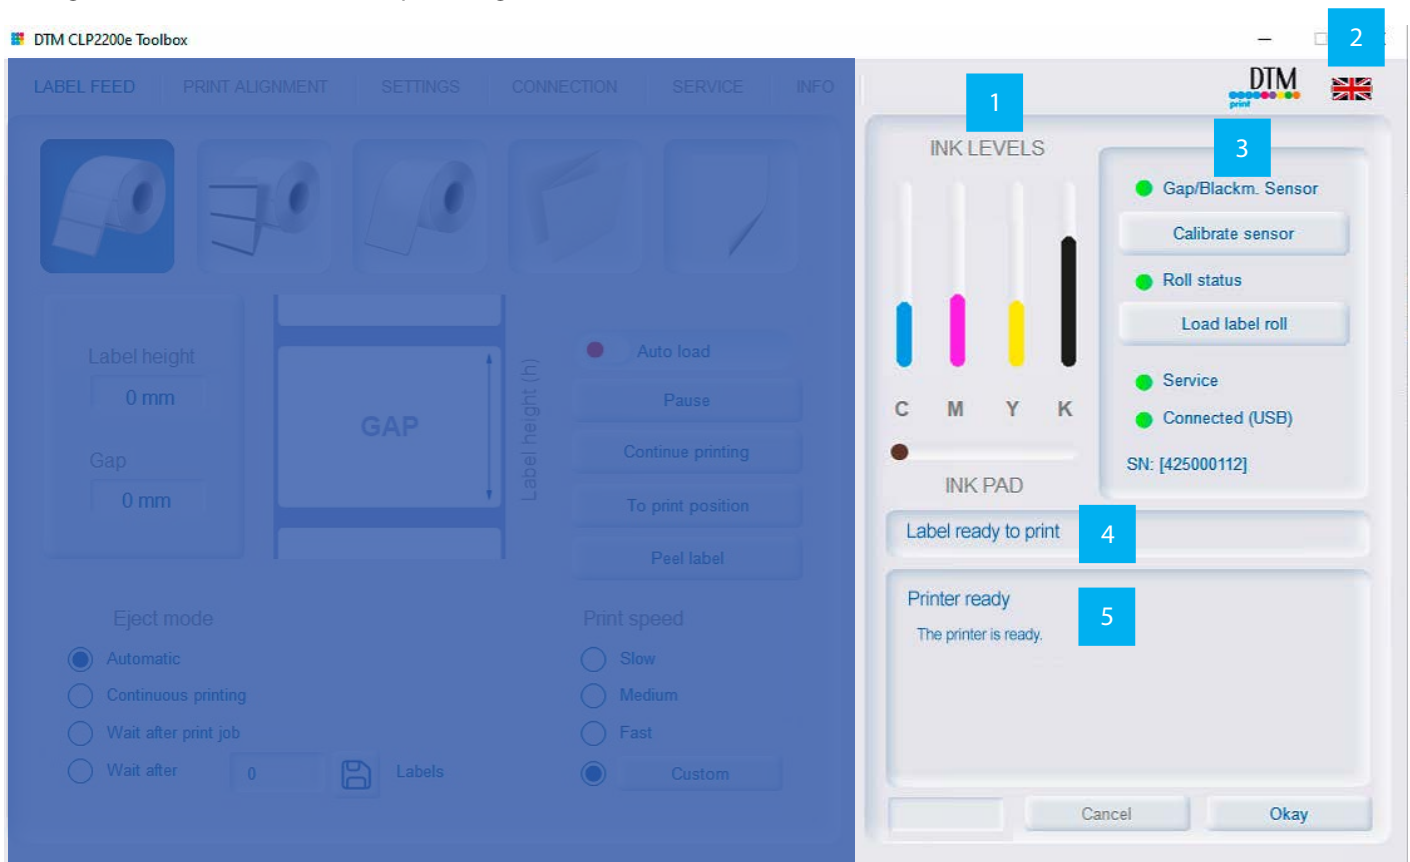 DTM CLP2200e Toolbox
2
LABEL FEED PRINT ALIGNMENT SETTINGS CONNECTION SERVICE INFO
DTM
print
1
INK LEVELS
3
Gap/Blackm. Sensor
Calibrate sensor
Roll status
Load label roll
Service
Connected (USB)
SN: [425000112]
C M Y K
INK PAD
Label height
0 mm
Gap
0 mm
GAP
Label height (h)
Auto load
Pause
Continue printing
To print position
Peel label
Label ready to print
4
Printer ready
The printer is ready.
5
Eject mode
Automatic
Continuous printing
Wait after print job
Wait after 0 Labels
Print speed
Slow
Medium
Fast
Custom
Cancel
Okay